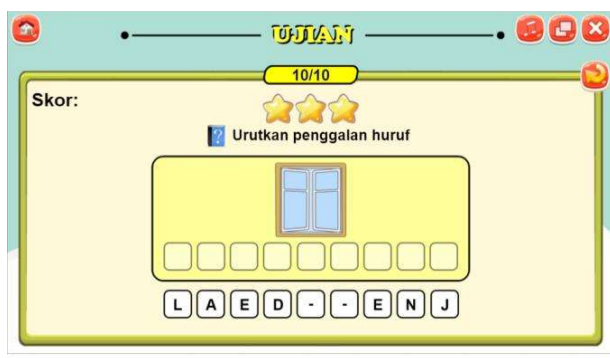 UJIAN
10/10
Skor:
? Urutkan penggalan huruf
L A E D - - E N J